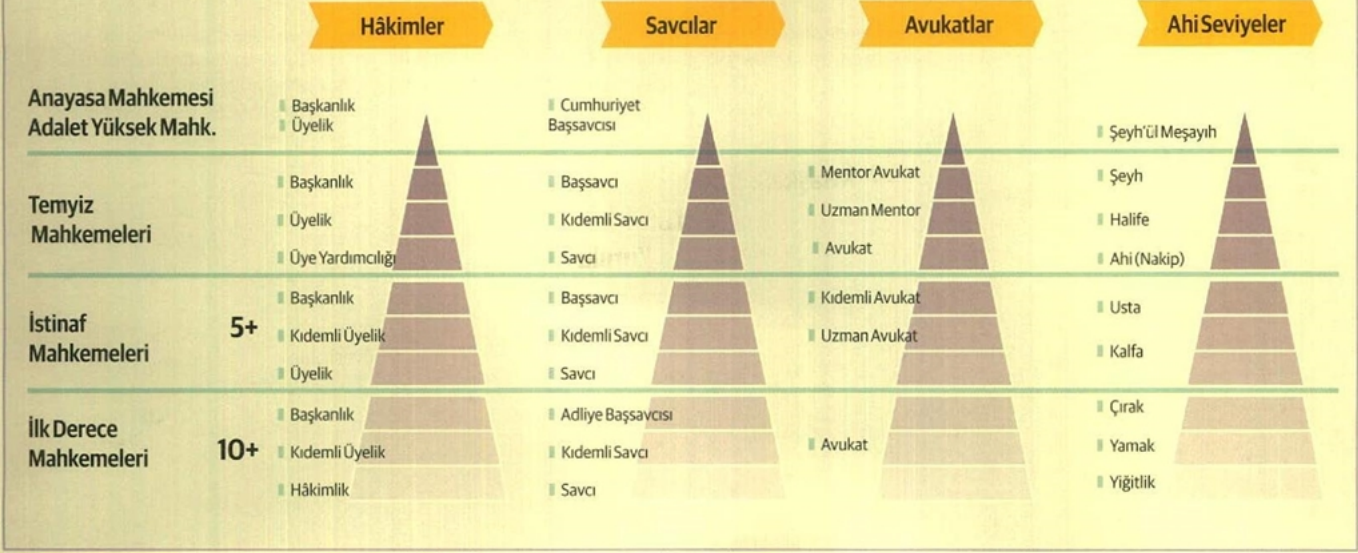 Hâkimler
Savcılar
Avukatlar
Ahi Seviyeler
Anayasa Mahkemesi
Adalet Yüksek Mahk.
Başkanlık
Üyelik
Cumhuriyet
Başsavcısı
Şeyh'ül Meşayıh
Temyiz
Mahkemeleri
Başkanlık
Üyelik
Üye Yardımcılığı
Başsavcı
Kıdemli Savcı
Savcı
Mentor Avukat
Uzman Mentor
Avukat
Şeyh
Halife
Ahi (Nakip)
İstinaf
Mahkemeleri
5+
Başkanlık
Kıdemli Üyelik
Üyelik
Başsavcı
Kıdemli Savcı
Savcı
Kıdemli Avukat
Uzman Avukat
Usta
Kalfa
İlk Derece
Mahkemeleri
10+
Başkanlık
Kıdemli Üyelik
Hâkimlik
Adliye Başsavcısı
Kıdemli Savcı
Savcı
Avukat
Çırak
Yamak
Yiğitlik